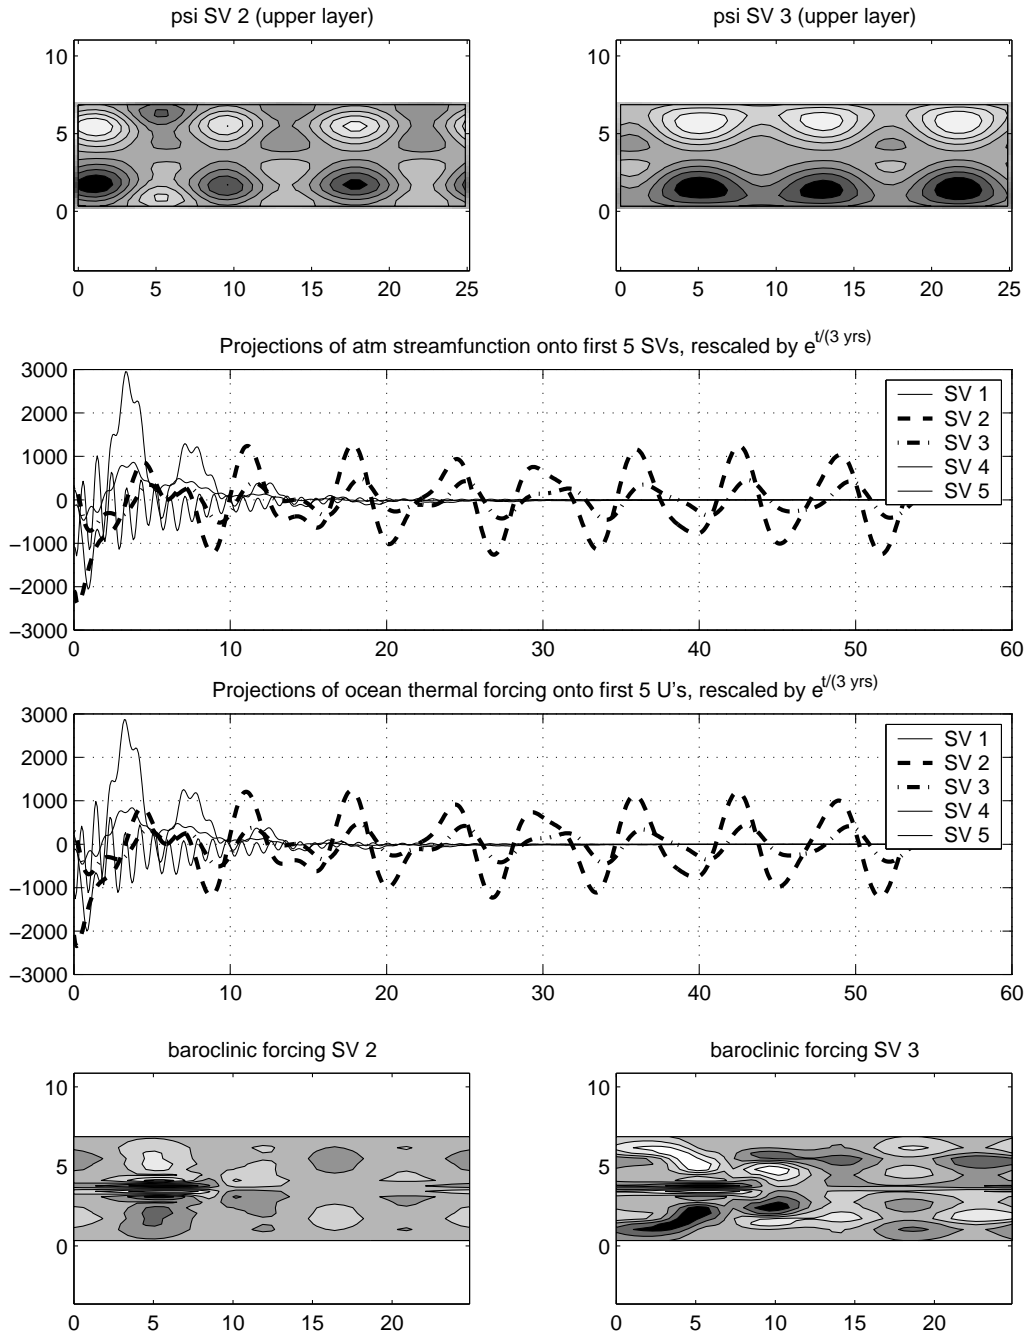 psi SV 2 (upper layer)
psi SV 3 (upper layer)
10
5
0
0 5 10 15 20 25
10
5
0
0 5 10 15 20 25
Projections of atm streamfunction onto first 5 SVs, rescaled by e^t/(3 yrs)
3000
2000
1000
0
−1000
−2000
−3000
0 10 20 30 40 50 60
SV 1
SV 2
SV 3
SV 4
SV 5
Projections of ocean thermal forcing onto first 5 U's, rescaled by e^t/(3 yrs)
3000
2000
1000
0
−1000
−2000
−3000
0 10 20 30 40 50 60
SV 1
SV 2
SV 3
SV 4
SV 5
baroclinic forcing SV 2
baroclinic forcing SV 3
10
5
0
0 5 10 15 20
10
5
0
0 5 10 15 20